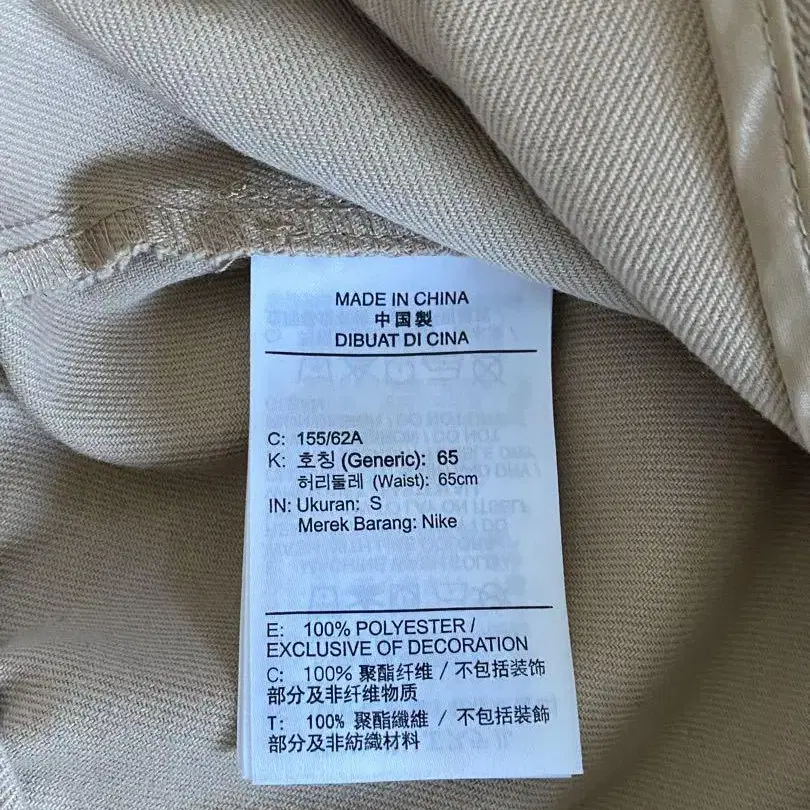 MADE IN CHINA
中国製
DIBUAT DI CINA
C: 155/62A
K: 호칭 (Generic): 65
허리둘레 (Waist): 65cm
IN: Ukuran: S
Merek Barang: Nike
E: 100% POLYESTER /
EXCLUSIVE OF DECORATION
C: 100% 聚酯纤维 / 不包括装饰
部分及非纤维物质
T: 100% 聚酯纖維 / 不包括裝飾
部分及非紡織材料